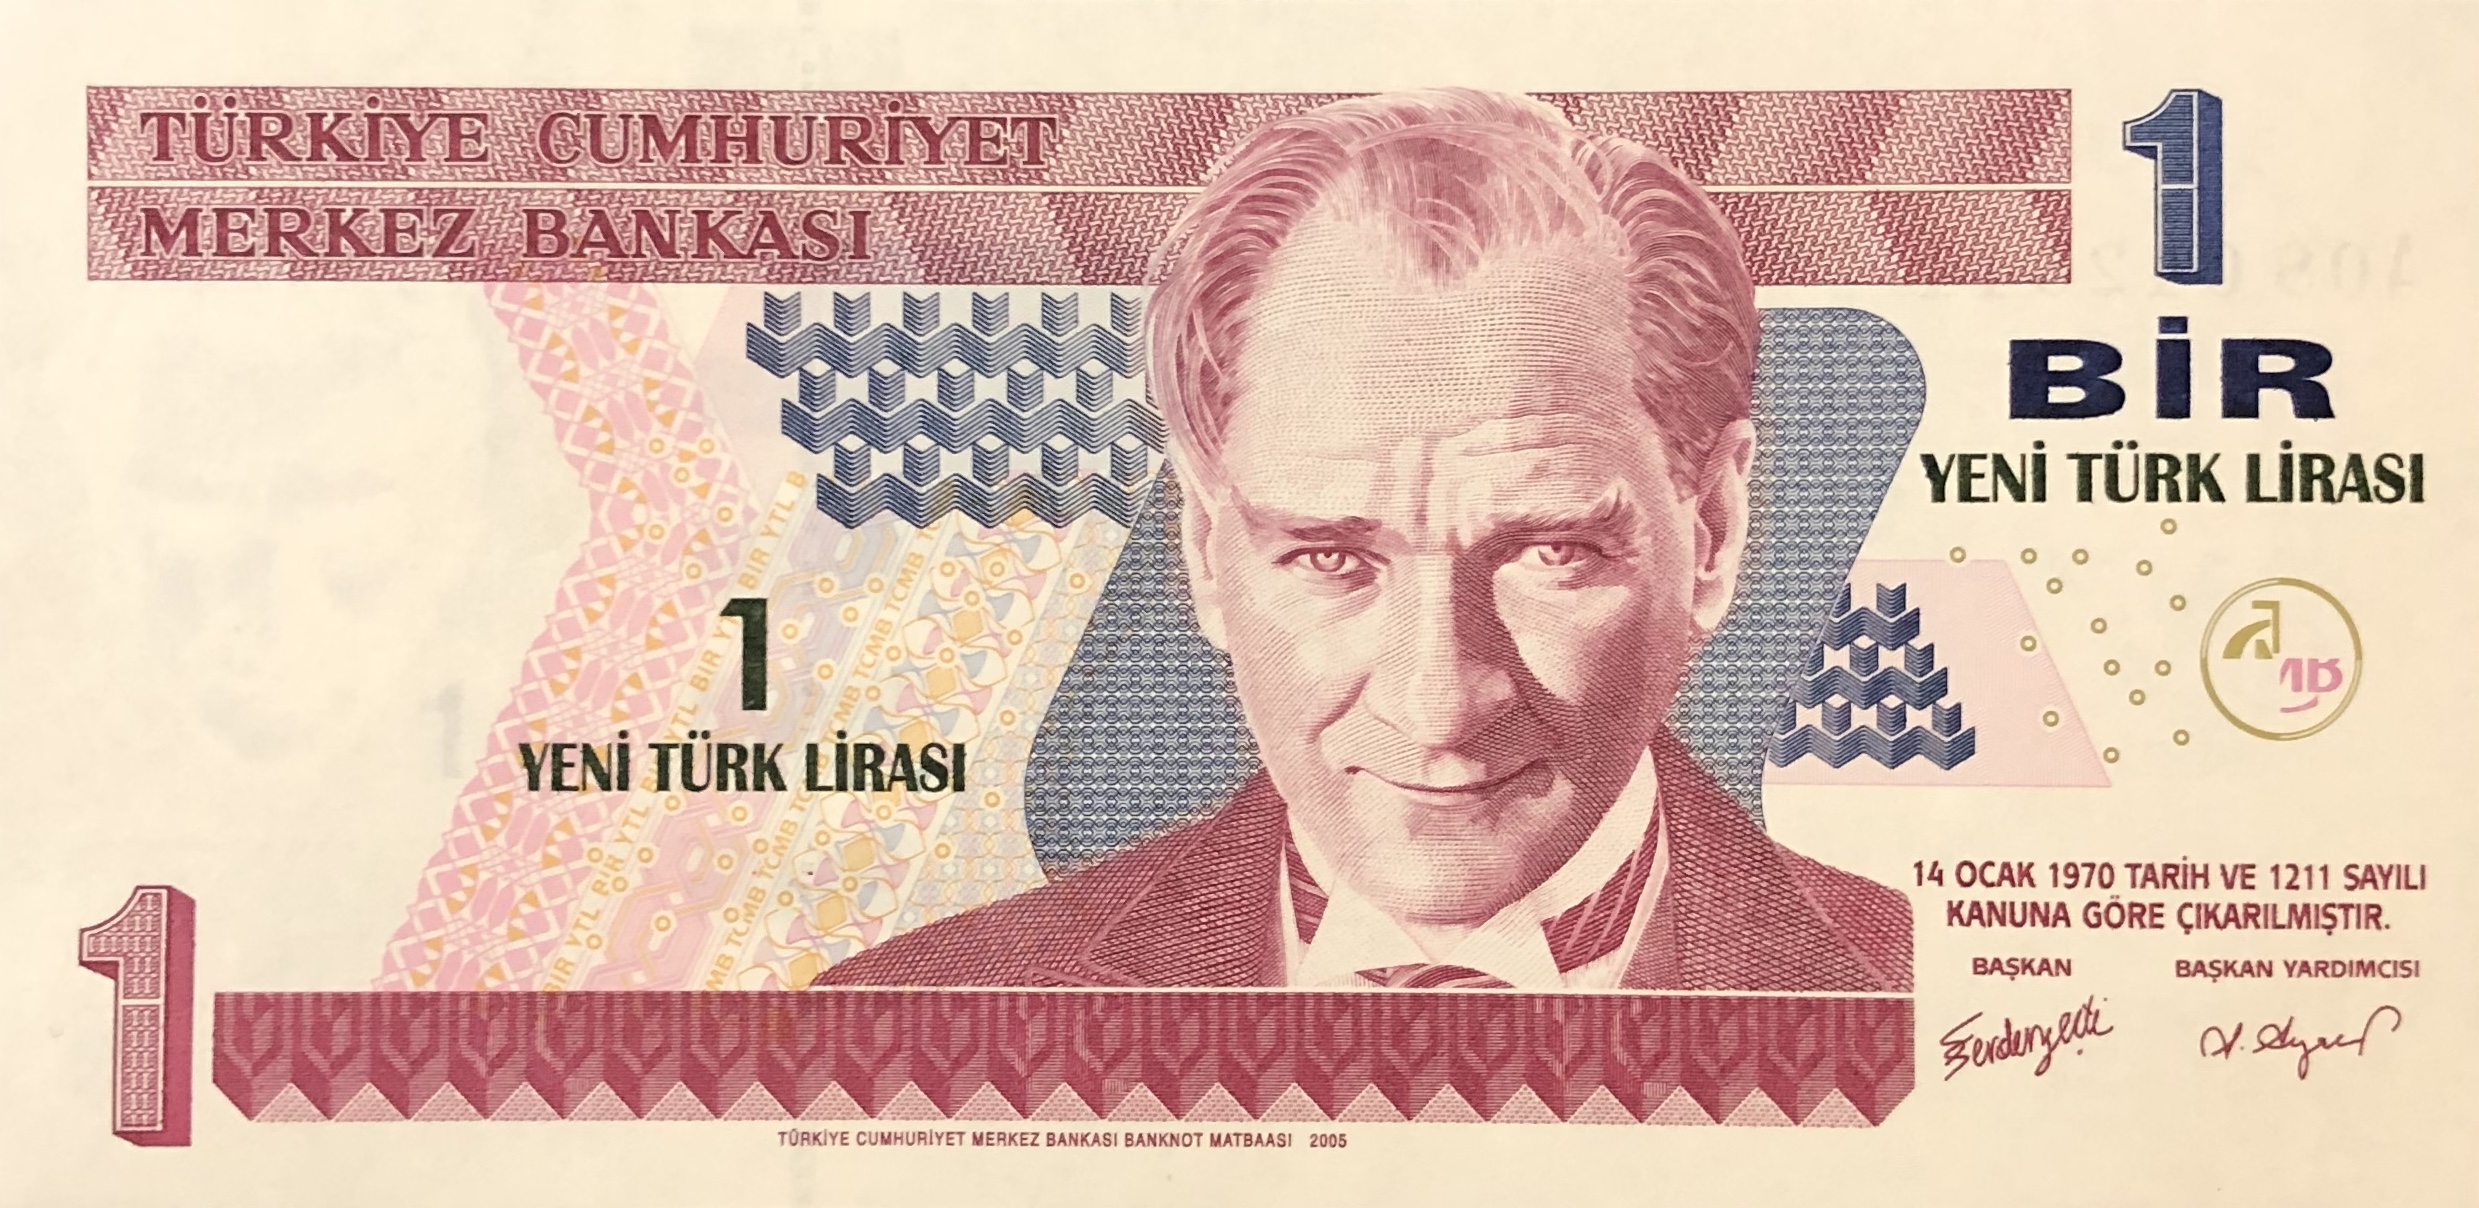 TÜRKİYE CUMHURİYET
MERKEZ BANKASI
1
BİR
YENİ TÜRK LİRASI
1
YENİ TÜRK LİRASI
14 OCAK 1970 TARİH VE 1211 SAYILI
KANUNA GÖRE ÇIKARILMIŞTIR.
BAŞKAN
BAŞKAN YARDIMCISI
1
TÜRKİYE CUMHURİYET MERKEZ BANKASI BANKNOT MATBAASI 2005